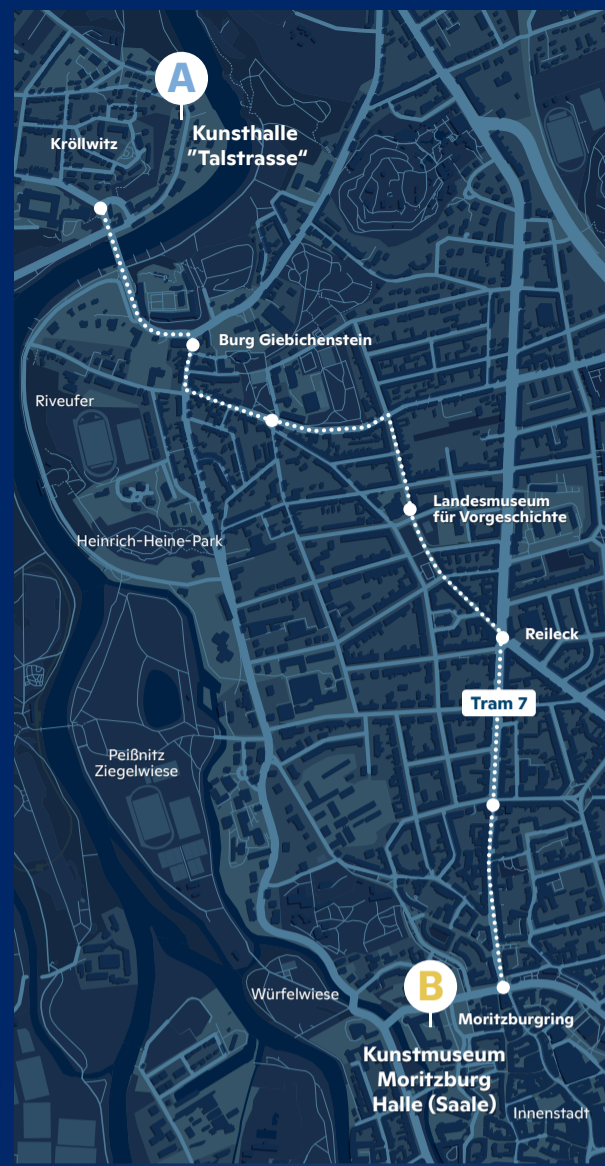 A
Kröllwitz
Kunsthalle
”Talstrasse“
Burg Giebichenstein
Riveufer
Landesmuseum
für Vorgeschichte
Heinrich-Heine-Park
Reileck
Tram 7
Peißnitz
Ziegelwiese
B
Würfelwiese
Moritzburgring
Kunstmuseum
Moritzburg
Halle (Saale)
Innenstadt